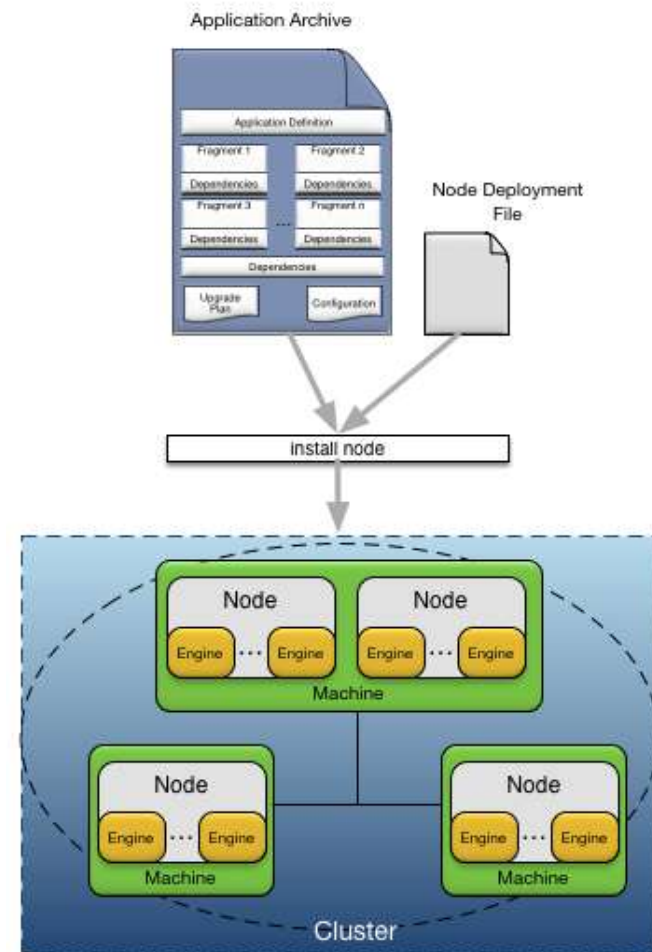 Application Archive
Application Definition
Fragment 1
Fragment 2
Dependencies
Dependencies
Fragment 3
Fragment n
...
Dependencies
Dependencies
Dependencies
Upgrade
Plan
Configuration
Node Deployment
File
install node
Node
Node
Engine ... Engine
Engine ... Engine
Machine
Node
Node
Engine ... Engine
Engine ... Engine
Machine
Machine
Cluster